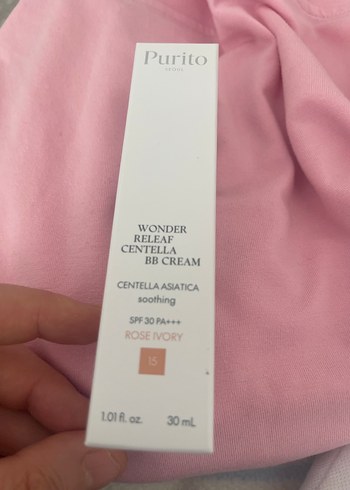 Purito
SEOUL
WONDER
RELEAF
CENTELLA
BB CREAM
CENTELLA ASIATICA
soothing
SPF 30 PA+++
ROSE IVORY
15
1.01 fl. oz. 30 mL